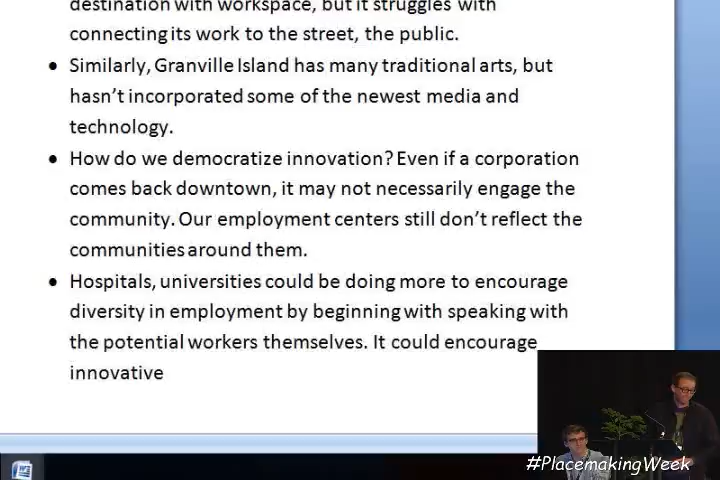 destination with workspace, but it struggles with
connecting its work to the street, the public.
• Similarly, Granville Island has many traditional arts, but
hasn't incorporated some of the newest media and
technology.
• How do we democratize innovation? Even if a corporation
comes back downtown, it may not necessarily engage the
community. Our employment centers still don't reflect the
communities around them.
• Hospitals, universities could be doing more to encourage
diversity in employment by beginning with speaking with
the potential workers themselves. It could encourage
innovative
#PlacemakingWeek